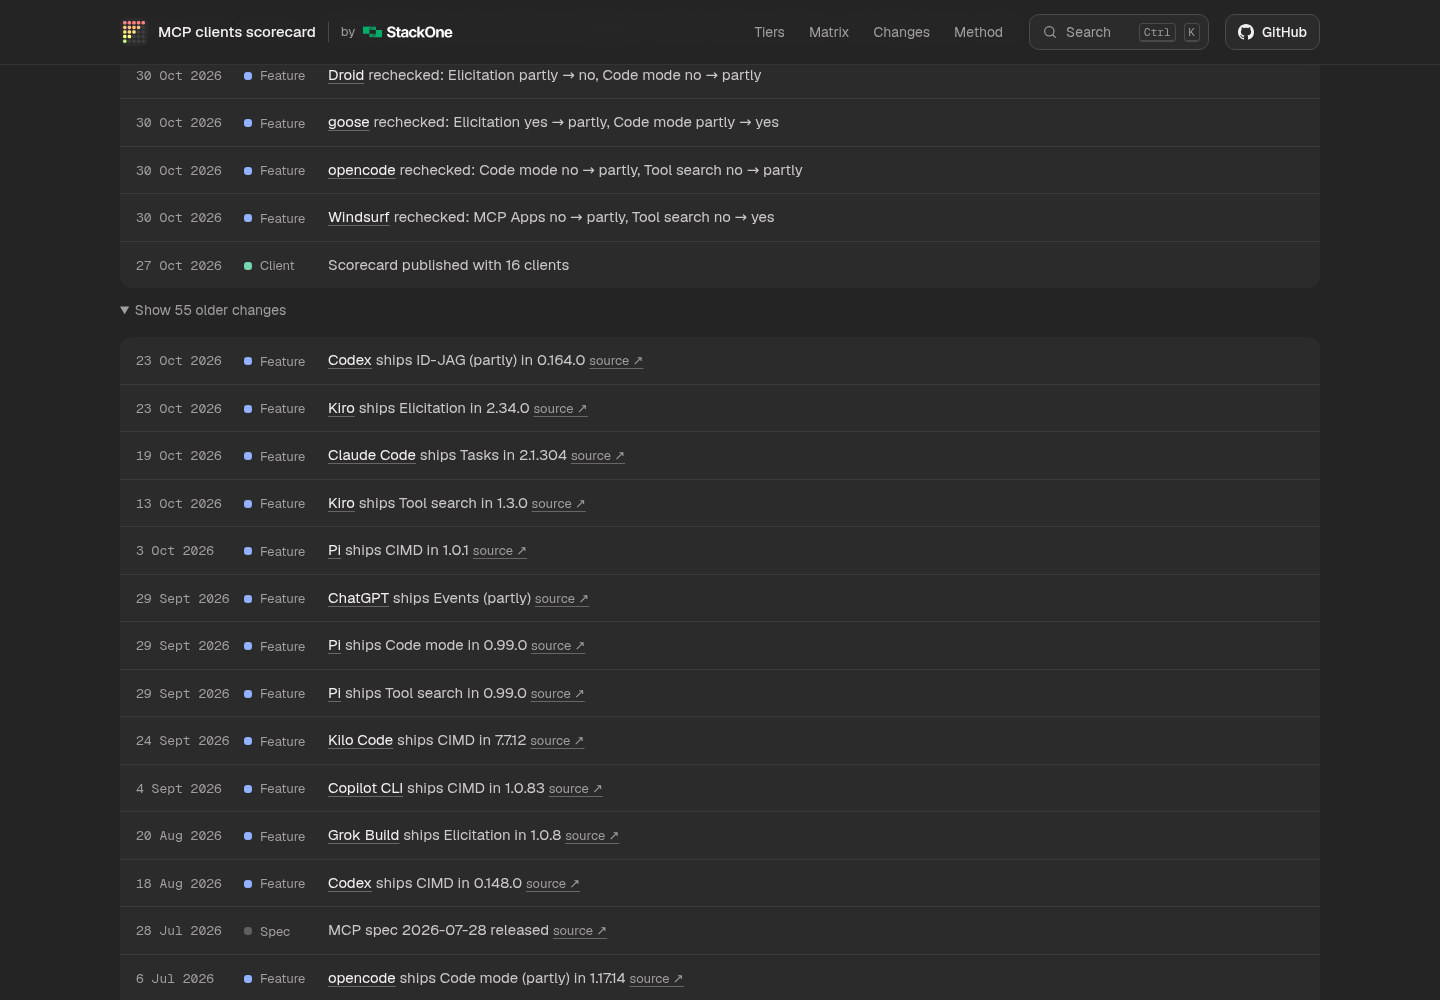 MCP clients scorecard by StackOne Tiers Matrix Changes Method Search Ctrl K GitHub
30 Oct 2026 Feature Droid rechecked: Elicitation partly → no, Code mode no → partly
30 Oct 2026 Feature goose rechecked: Elicitation yes → partly, Code mode partly → yes
30 Oct 2026 Feature opencode rechecked: Code mode no → partly, Tool search no → partly
30 Oct 2026 Feature Windsurf rechecked: MCP Apps no → partly, Tool search no → yes
27 Oct 2026 Client Scorecard published with 16 clients
▼ Show 55 older changes
23 Oct 2026 Feature Codex ships ID-JAG (partly) in 0.164.0 source ↗
23 Oct 2026 Feature Kiro ships Elicitation in 2.34.0 source ↗
19 Oct 2026 Feature Claude Code ships Tasks in 2.1.304 source ↗
13 Oct 2026 Feature Kiro ships Tool search in 1.3.0 source ↗
3 Oct 2026 Feature Pi ships CIMD in 1.0.1 source ↗
29 Sept 2026 Feature ChatGPT ships Events (partly) source ↗
29 Sept 2026 Feature Pi ships Code mode in 0.99.0 source ↗
29 Sept 2026 Feature Pi ships Tool search in 0.99.0 source ↗
24 Sept 2026 Feature Kilo Code ships CIMD in 7.7.12 source ↗
4 Sept 2026 Feature Copilot CLI ships CIMD in 1.0.83 source ↗
20 Aug 2026 Feature Grok Build ships Elicitation in 1.0.8 source ↗
18 Aug 2026 Feature Codex ships CIMD in 0.148.0 source ↗
28 Jul 2026 Spec MCP spec 2026-07-28 released source ↗
6 Jul 2026 Feature opencode ships Code mode (partly) in 1.17.14 source ↗